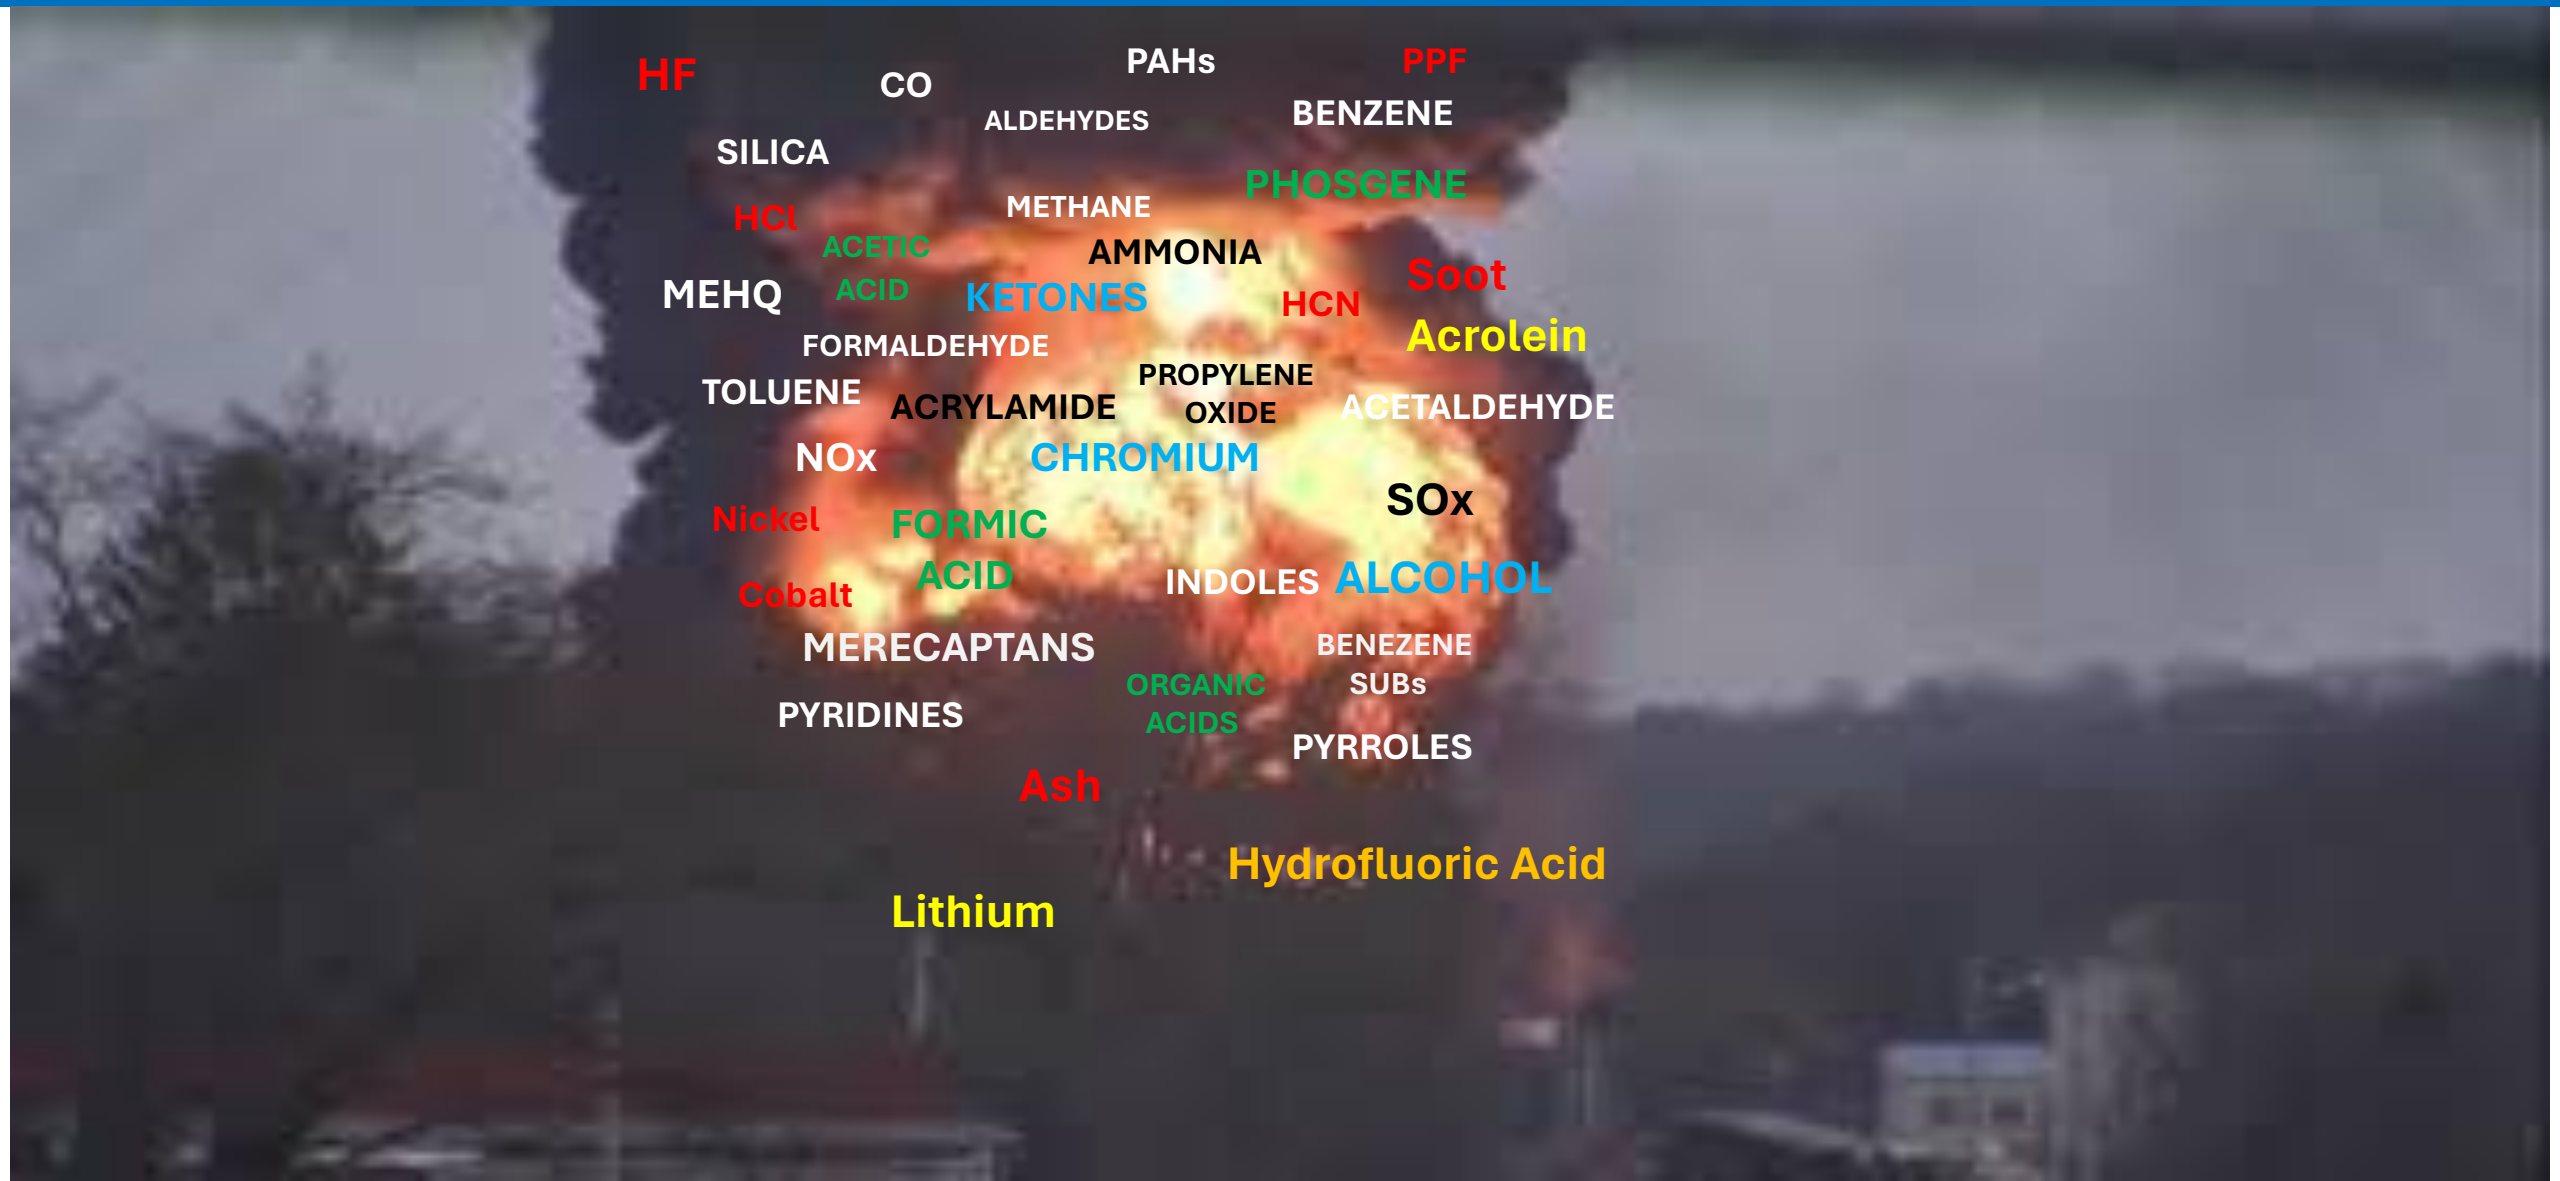 HF
CO
PAHs
PPF
ALDEHYDES
BENZENE
SILICA
PHOSGENE
METHANE
HCl
ACETIC
ACID
AMMONIA
Soot
MEHQ
KETONES
HCN
Acrolein
FORMALDEHYDE
PROPYLENE
OXIDE
TOLUENE
ACRYLAMIDE
ACETALDEHYDE
NOx
CHROMIUM
SOx
Nickel
FORMIC
ACID
INDOLES
ALCOHOL
Cobalt
MERECAPTANS
BENEZENE
SUBs
ORGANIC
ACIDS
PYRIDINES
PYRROLES
Ash
Hydrofluoric Acid
Lithium